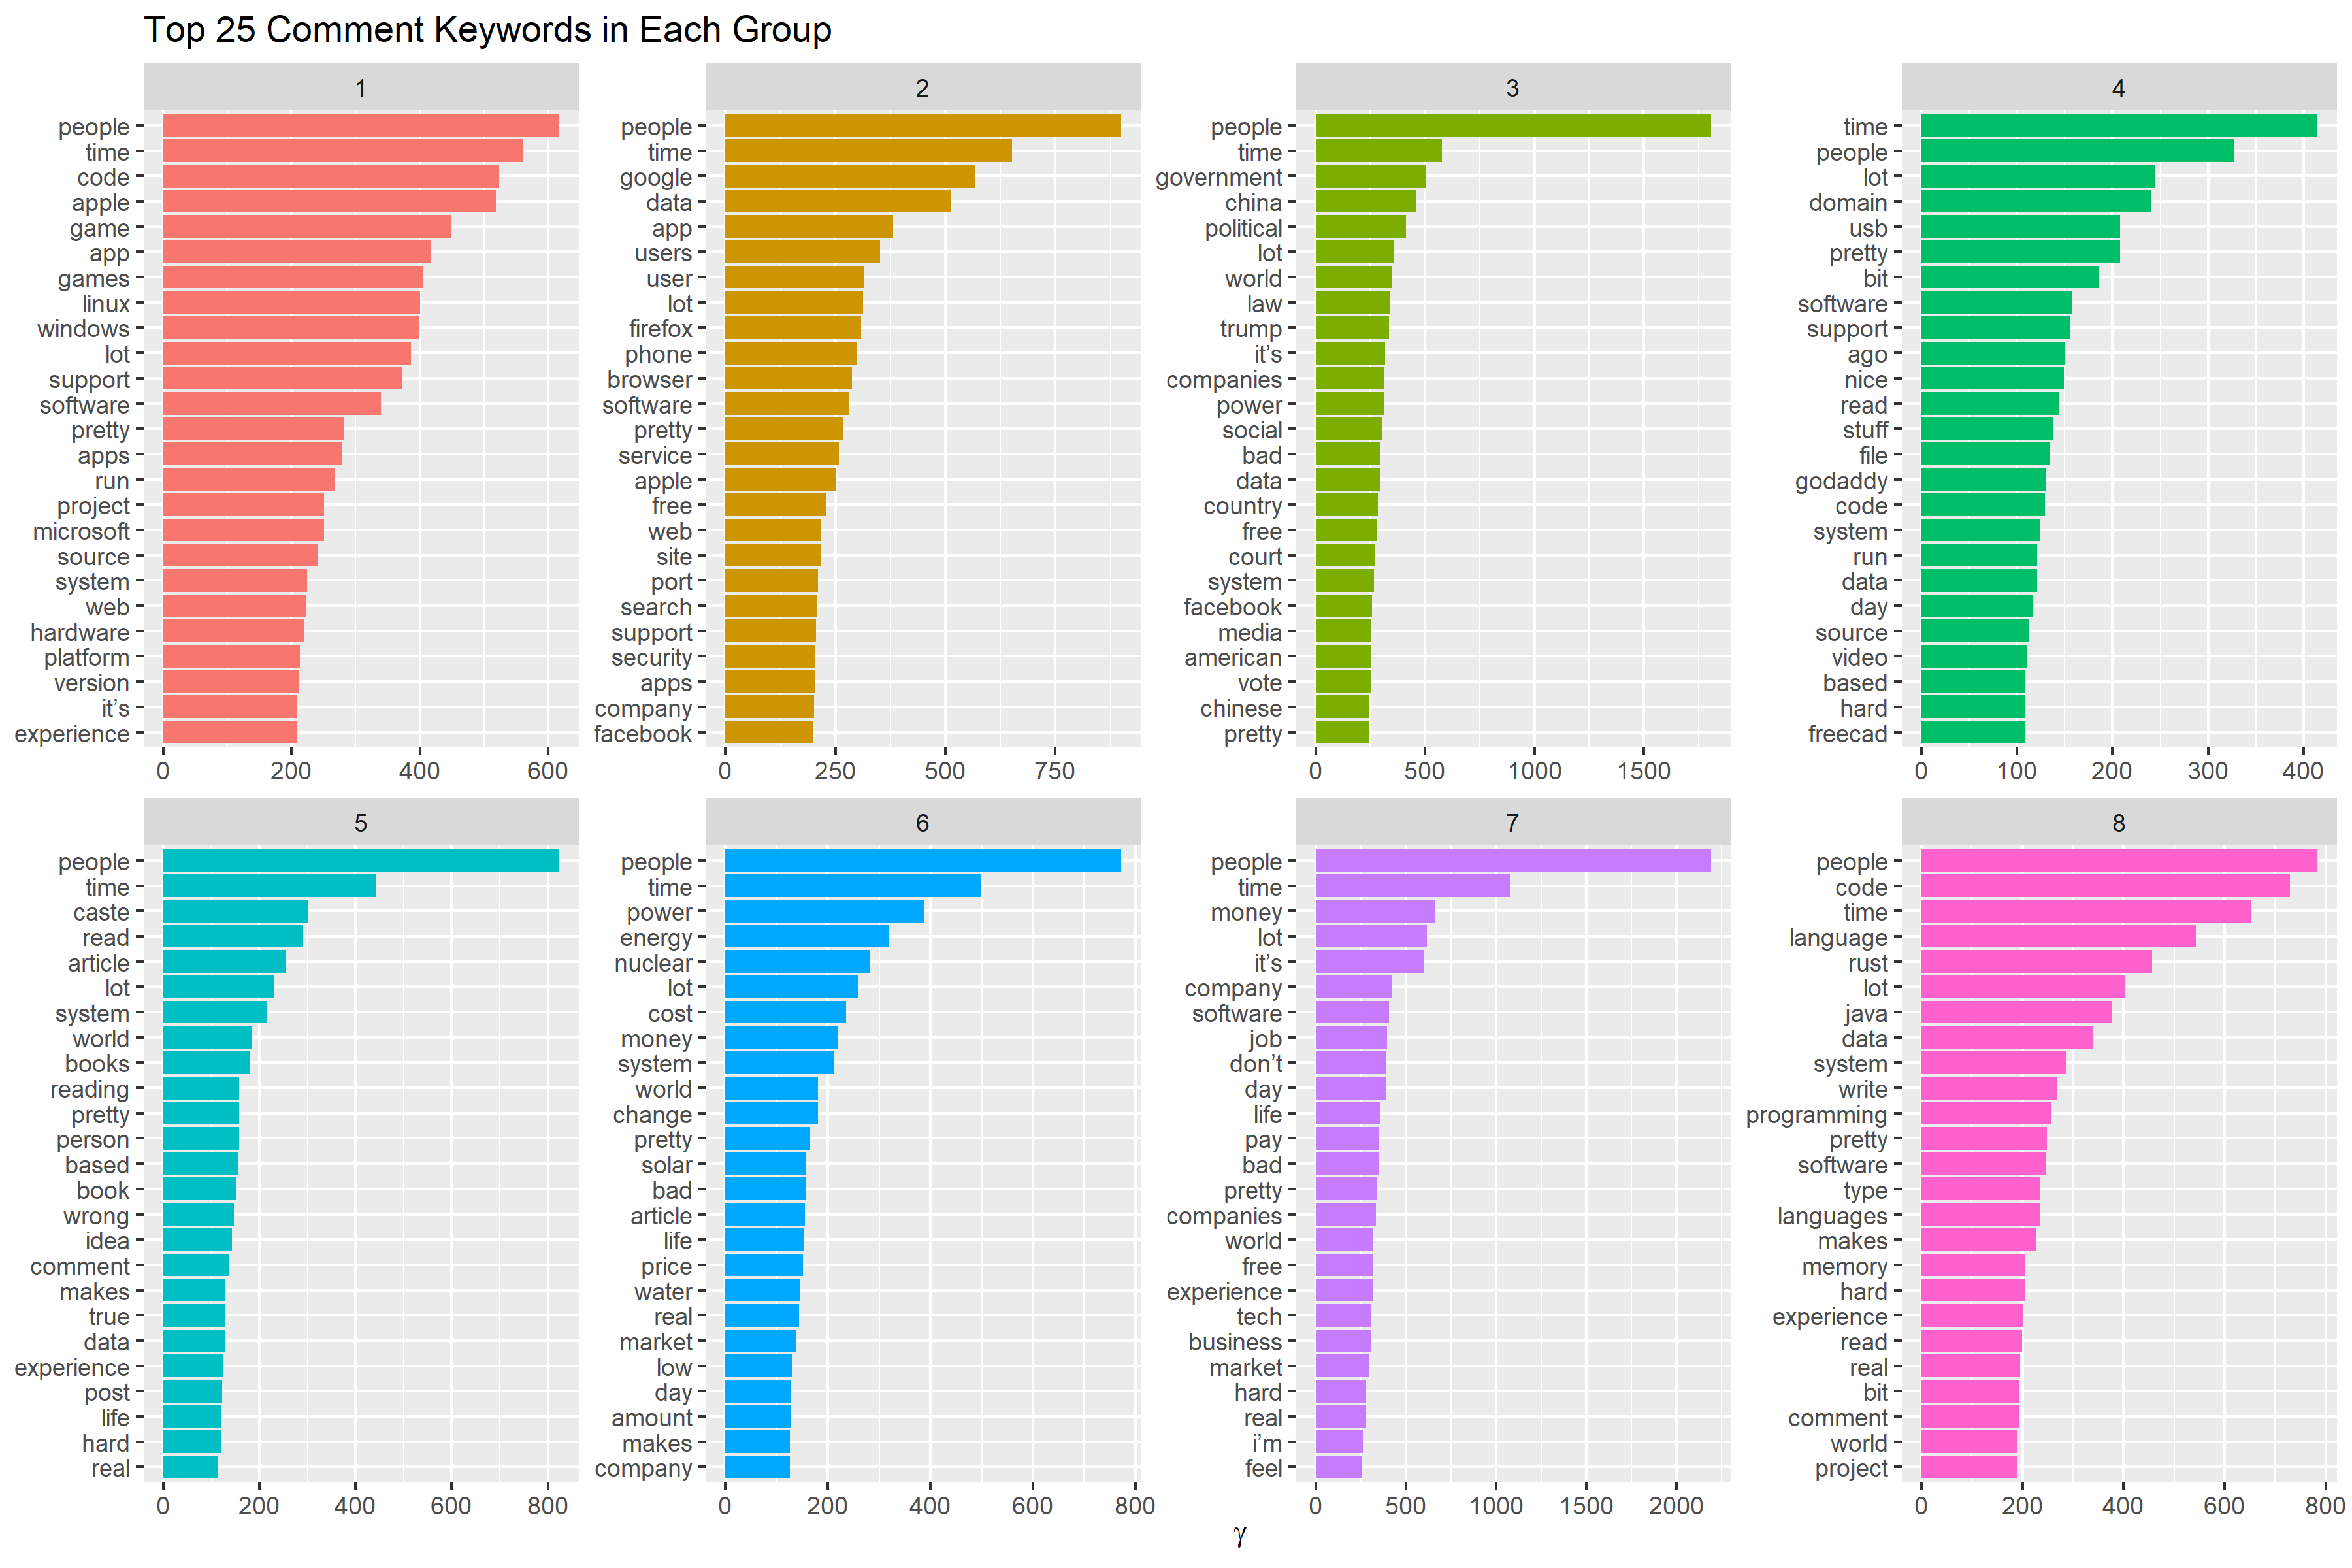 Top 25 Comment Keywords in Each Group
1
people
time
code
apple
game
app
games
linux
windows
lot
support
software
pretty
apps
run
project
microsoft
source
system
web
hardware
platform
version
it’s
experience
0 200 400 600
2
people
time
google
data
app
users
user
lot
firefox
phone
browser
software
pretty
service
apple
free
web
site
port
search
support
security
apps
company
facebook
0 250 500 750
3
people
time
government
china
political
lot
world
law
trump
it’s
companies
power
social
bad
data
country
free
court
system
facebook
media
american
vote
chinese
pretty
0 500 1000 1500
4
time
people
lot
domain
usb
pretty
bit
software
support
ago
nice
read
stuff
file
godaddy
code
system
run
data
day
source
video
based
hard
freecad
0 100 200 300 400
5
people
time
caste
read
article
lot
system
world
books
reading
pretty
person
based
book
wrong
idea
comment
makes
true
data
experience
post
life
hard
real
0 200 400 600 800
6
people
time
power
energy
nuclear
lot
cost
money
system
world
change
pretty
solar
bad
article
life
price
water
real
market
low
day
amount
makes
company
0 200 400 600 800
7
people
time
money
lot
it’s
company
software
job
don’t
day
life
pay
bad
pretty
companies
world
free
experience
tech
business
market
hard
real
i’m
feel
0 500 1000 1500 2000
8
people
code
time
language
rust
lot
java
data
system
write
programming
pretty
software
type
languages
makes
memory
hard
experience
read
real
bit
comment
world
project
0 200 400 600 800
γ